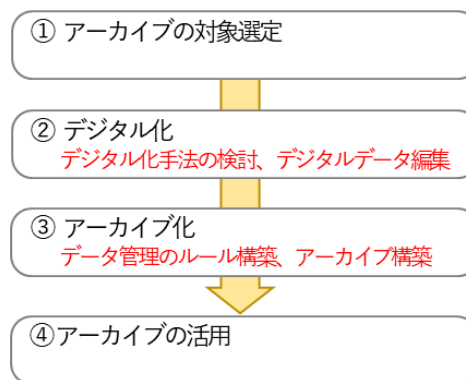 ① アーカイブの対象選定
② デジタル化
デジタル化手法の検討、デジタルデータ編集
③ アーカイブ化
データ管理のルール構築、アーカイブ構築
④アーカイブの活用